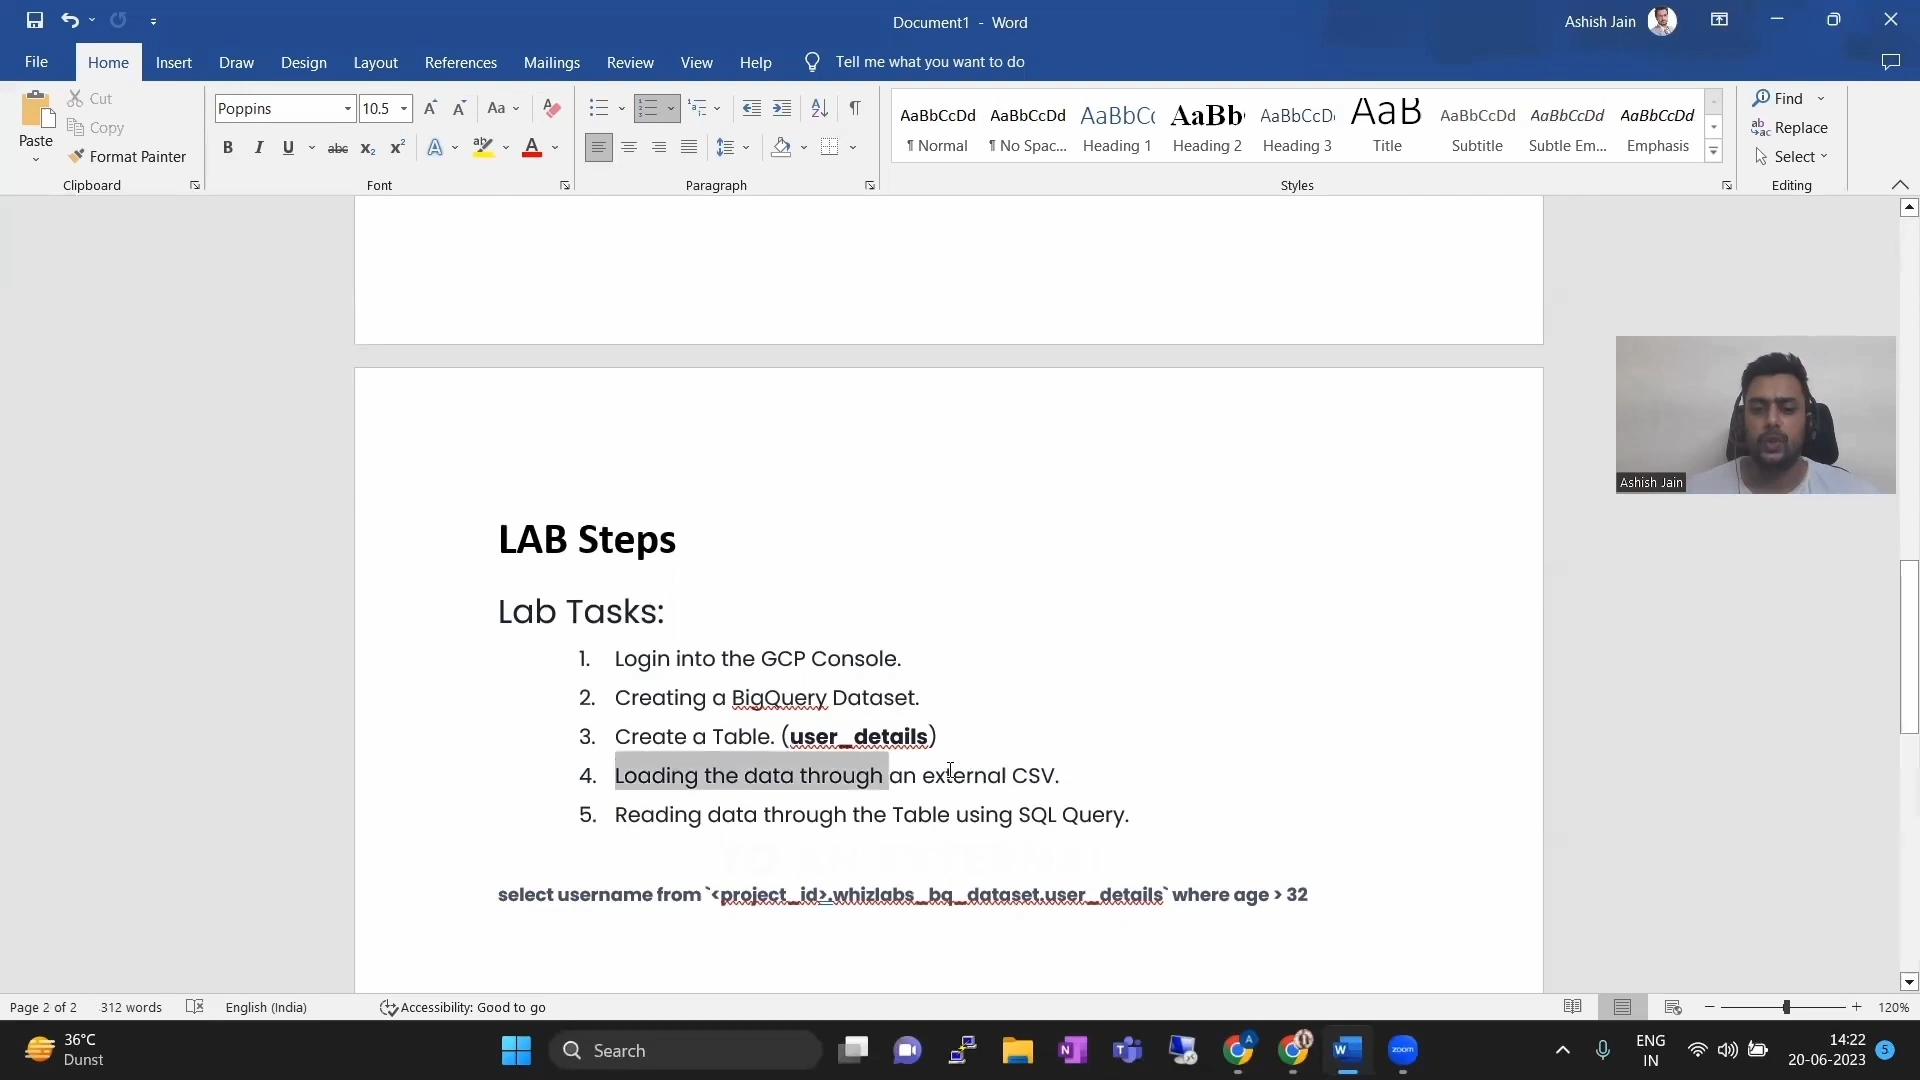 Document1 - Word
Ashish Jain
File Home Insert Draw Design Layout References Mailings Review View Help Tell me what you want to do
Paste
Cut
Copy
Format Painter
Clipboard
Poppins 10.5
Font
Paragraph
AaBbCcDd AaBbCcDd AaBbCc AaBb AaBbCcD AaB AaBbCcDd AaBbCcDd AaBbCcDd
¶ Normal ¶ No Spac... Heading 1 Heading 2 Heading 3 Title Subtitle Subtle Em... Emphasis
Styles
Find
Replace
Select
Editing
Ashish Jain
LAB Steps
Lab Tasks:
1. Login into the GCP Console.
2. Creating a BigQuery Dataset.
3. Create a Table. (user_details)
4. Loading the data through an external CSV.
5. Reading data through the Table using SQL Query.
select username from `<project_id>.whizlabs_bq_dataset.user_details` where age > 32
Page 2 of 2 312 words English (India) Accessibility: Good to go 120%
36°C
Dunst
Search
zoom
ENG
IN
14:22
20-06-2023
5